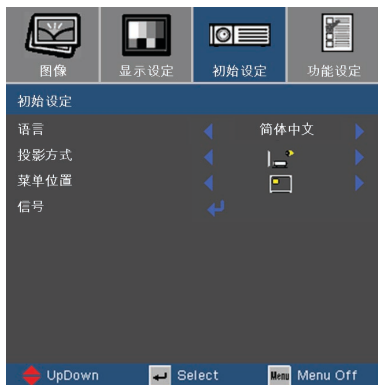 图像
显示设定
初始设定
功能设定
初始设定
语言 简体中文
投影方式
菜单位置
信号
UpDown Select Menu Menu Off